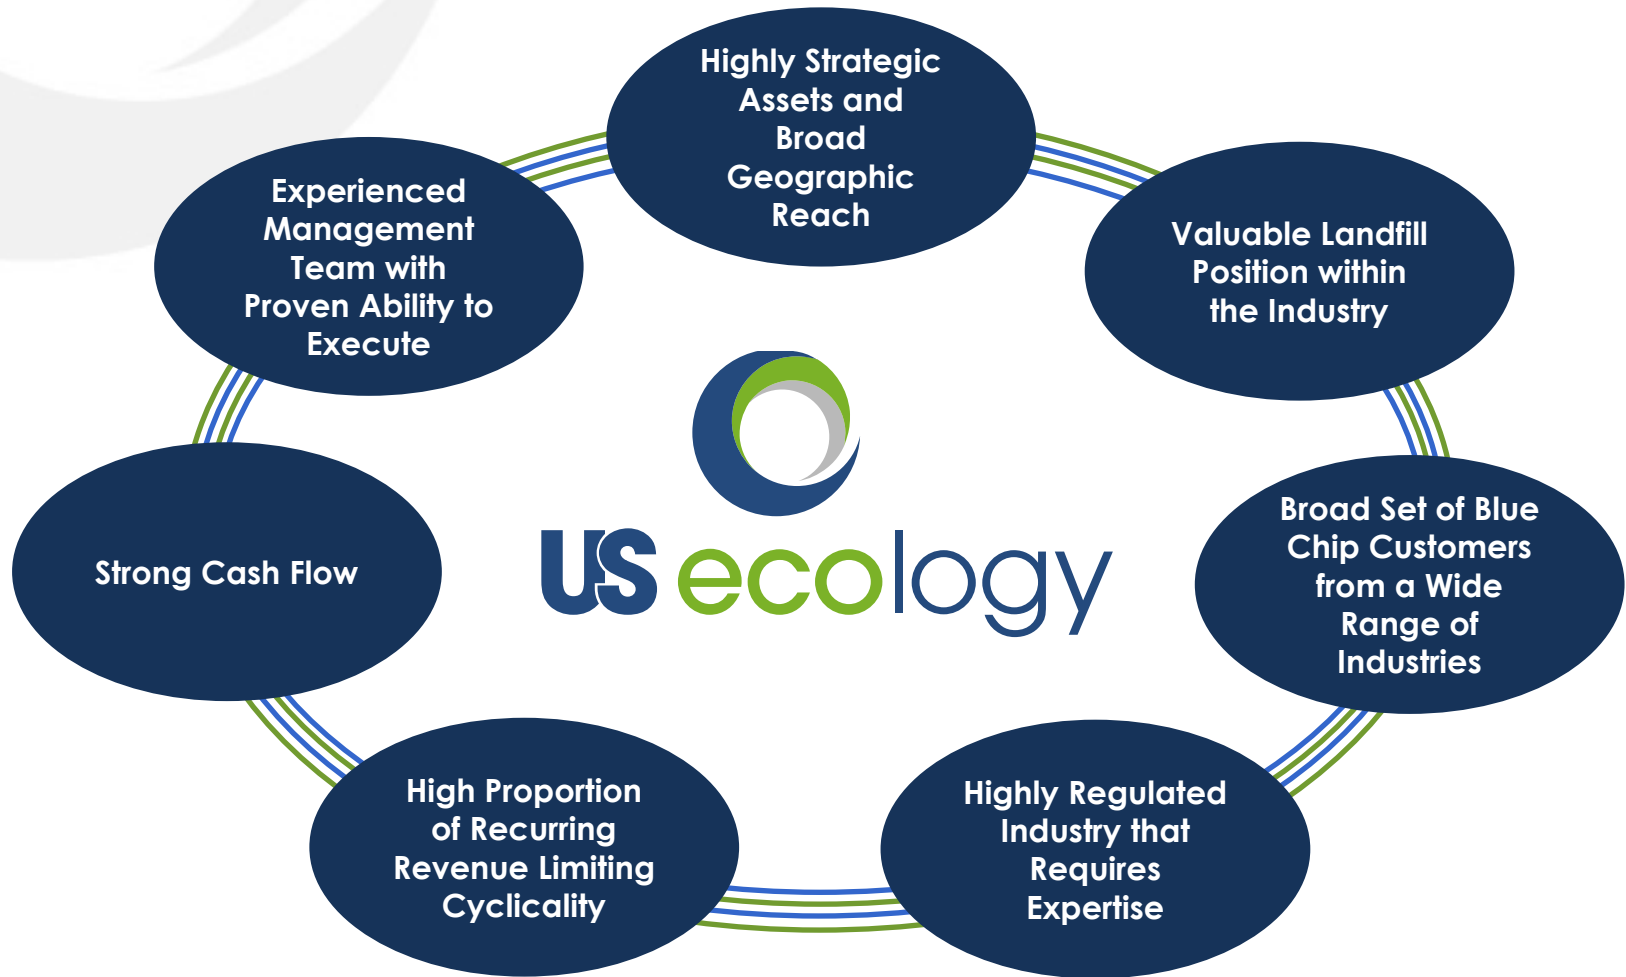 Highly Strategic
Assets and
Broad
Geographic
Reach
Experienced
Management
Team with
Proven Ability to
Execute
Valuable Landfill
Position within
the Industry
Strong Cash Flow
US ecology
Broad Set of Blue
Chip Customers
from a Wide
Range of
Industries
High Proportion
of Recurring
Revenue Limiting
Cyclicality
Highly Regulated
Industry that
Requires
Expertise